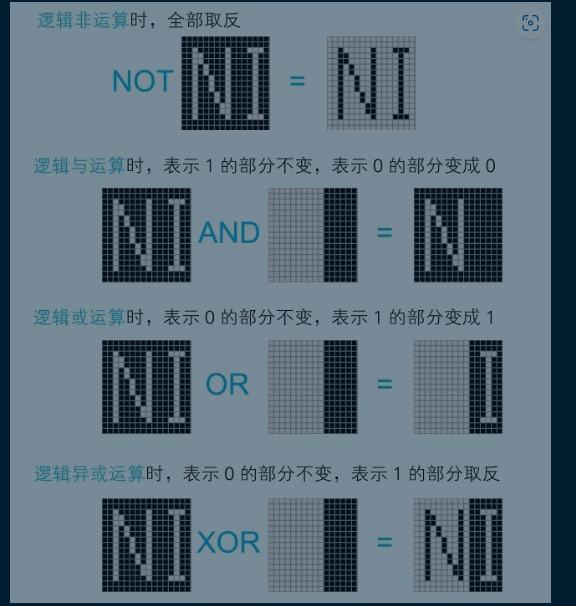 逻辑非运算时，全部取反
NOT NI = NI
逻辑与运算时，表示 1 的部分不变，表示 0 的部分变成 0
NI AND = N
逻辑或运算时，表示 0 的部分不变，表示 1 的部分变成 1
NI OR = I
逻辑异或运算时，表示 0 的部分不变，表示 1 的部分取反
NI XOR = NI